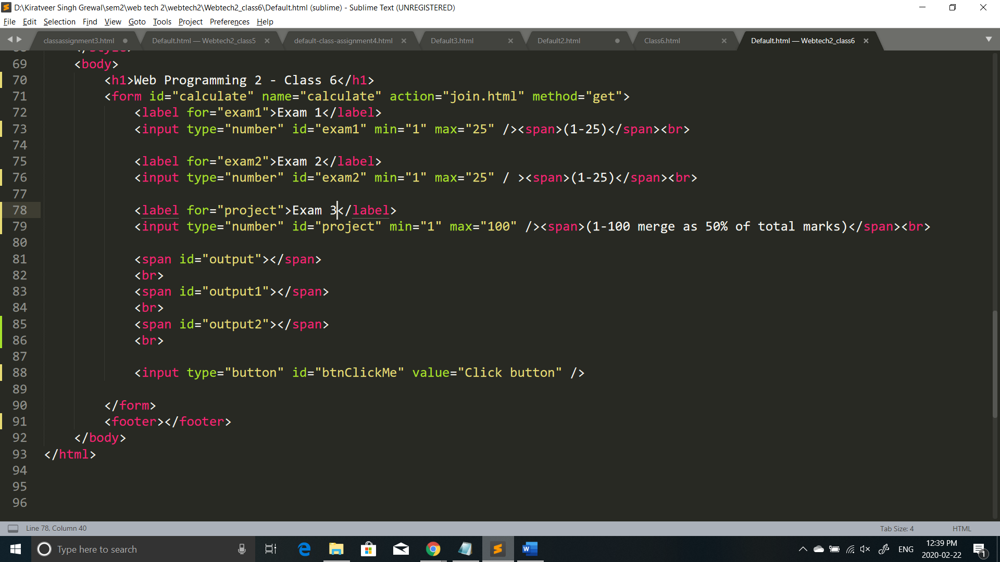 D:\Kiratveer Singh Grewal\sem2\web tech 2\webtech2\Webtech2_class6\Default.html (sublime) - Sublime Text (UNREGISTERED)
File Edit Selection Find View Goto Tools Project Preferences Help
classassignment3.html Default.html — Webtech2_class5 default-class-assignment4.html Default3.html Default2.html Class6.html Default.html — Webtech2_class6
69 <body>
70 <h1>Web Programming 2 - Class 6</h1>
71 <form id="calculate" name="calculate" action="join.html" method="get">
72 <label for="exam1">Exam 1</label>
73 <input type="number" id="exam1" min="1" max="25" /><span>(1-25)</span><br>
74
75 <label for="exam2">Exam 2</label>
76 <input type="number" id="exam2" min="1" max="25" / ><span>(1-25)</span><br>
77
78 <label for="project">Exam 3</label>
79 <input type="number" id="project" min="1" max="100" /><span>(1-100 merge as 50% of total marks)</span><br>
80
81 <span id="output"></span>
82 <br>
83 <span id="output1"></span>
84 <br>
85 <span id="output2"></span>
86 <br>
87
88 <input type="button" id="btnClickMe" value="Click button" />
89
90 </form>
91 <footer></footer>
92 </body>
93 </html>
94
95
96
Line 78, Column 40 Tab Size: 4 HTML
Type here to search ENG 12:39 PM
2020-02-22 1